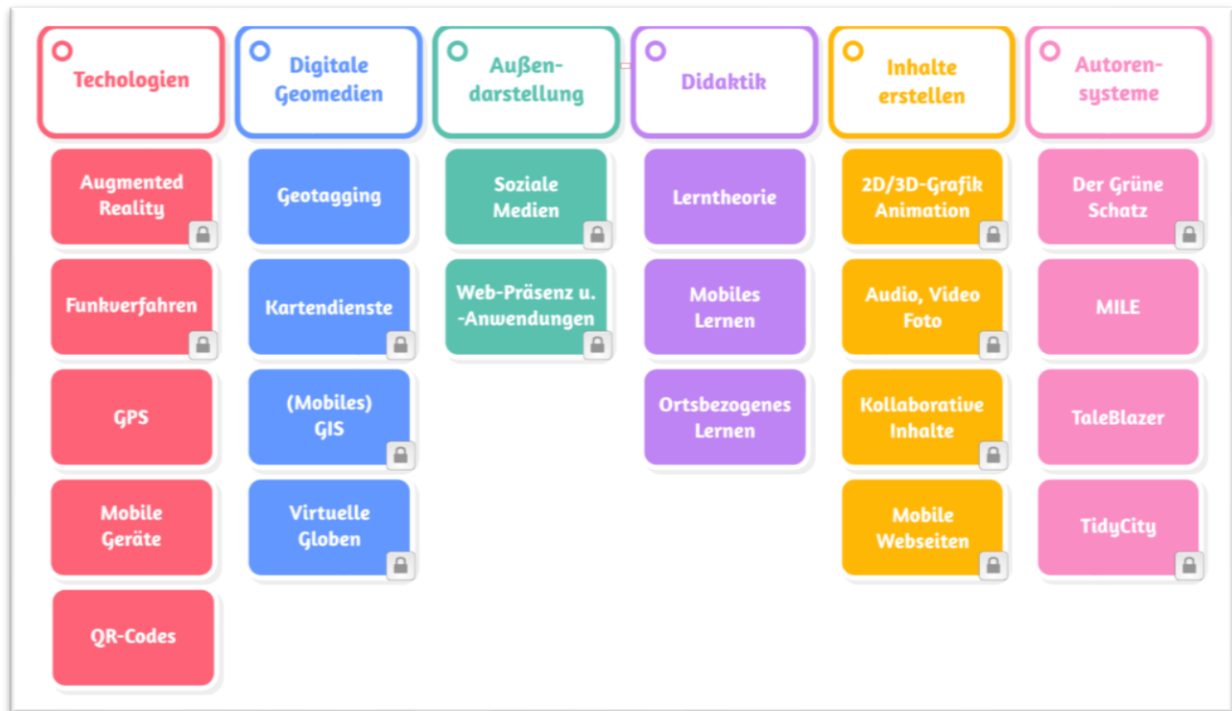 Techologien
Digitale
Geomedien
Außen-
darstellung
Didaktik
Inhalte
erstellen
Autoren-
systeme
Augmented
Reality
Funkverfahren
GPS
Mobile
Geräte
QR-Codes
Geotagging
Kartendienste
(Mobiles)
GIS
Virtuelle
Globen
Soziale
Medien
Web-Präsenz u.
-Anwendungen
Lerntheorie
Mobiles
Lernen
Ortsbezogenes
Lernen
2D/3D-Grafik
Animation
Audio, Video
Foto
Kollaborative
Inhalte
Mobile
Webseiten
Der Grüne
Schatz
MILE
TaleBlazer
TidyCity